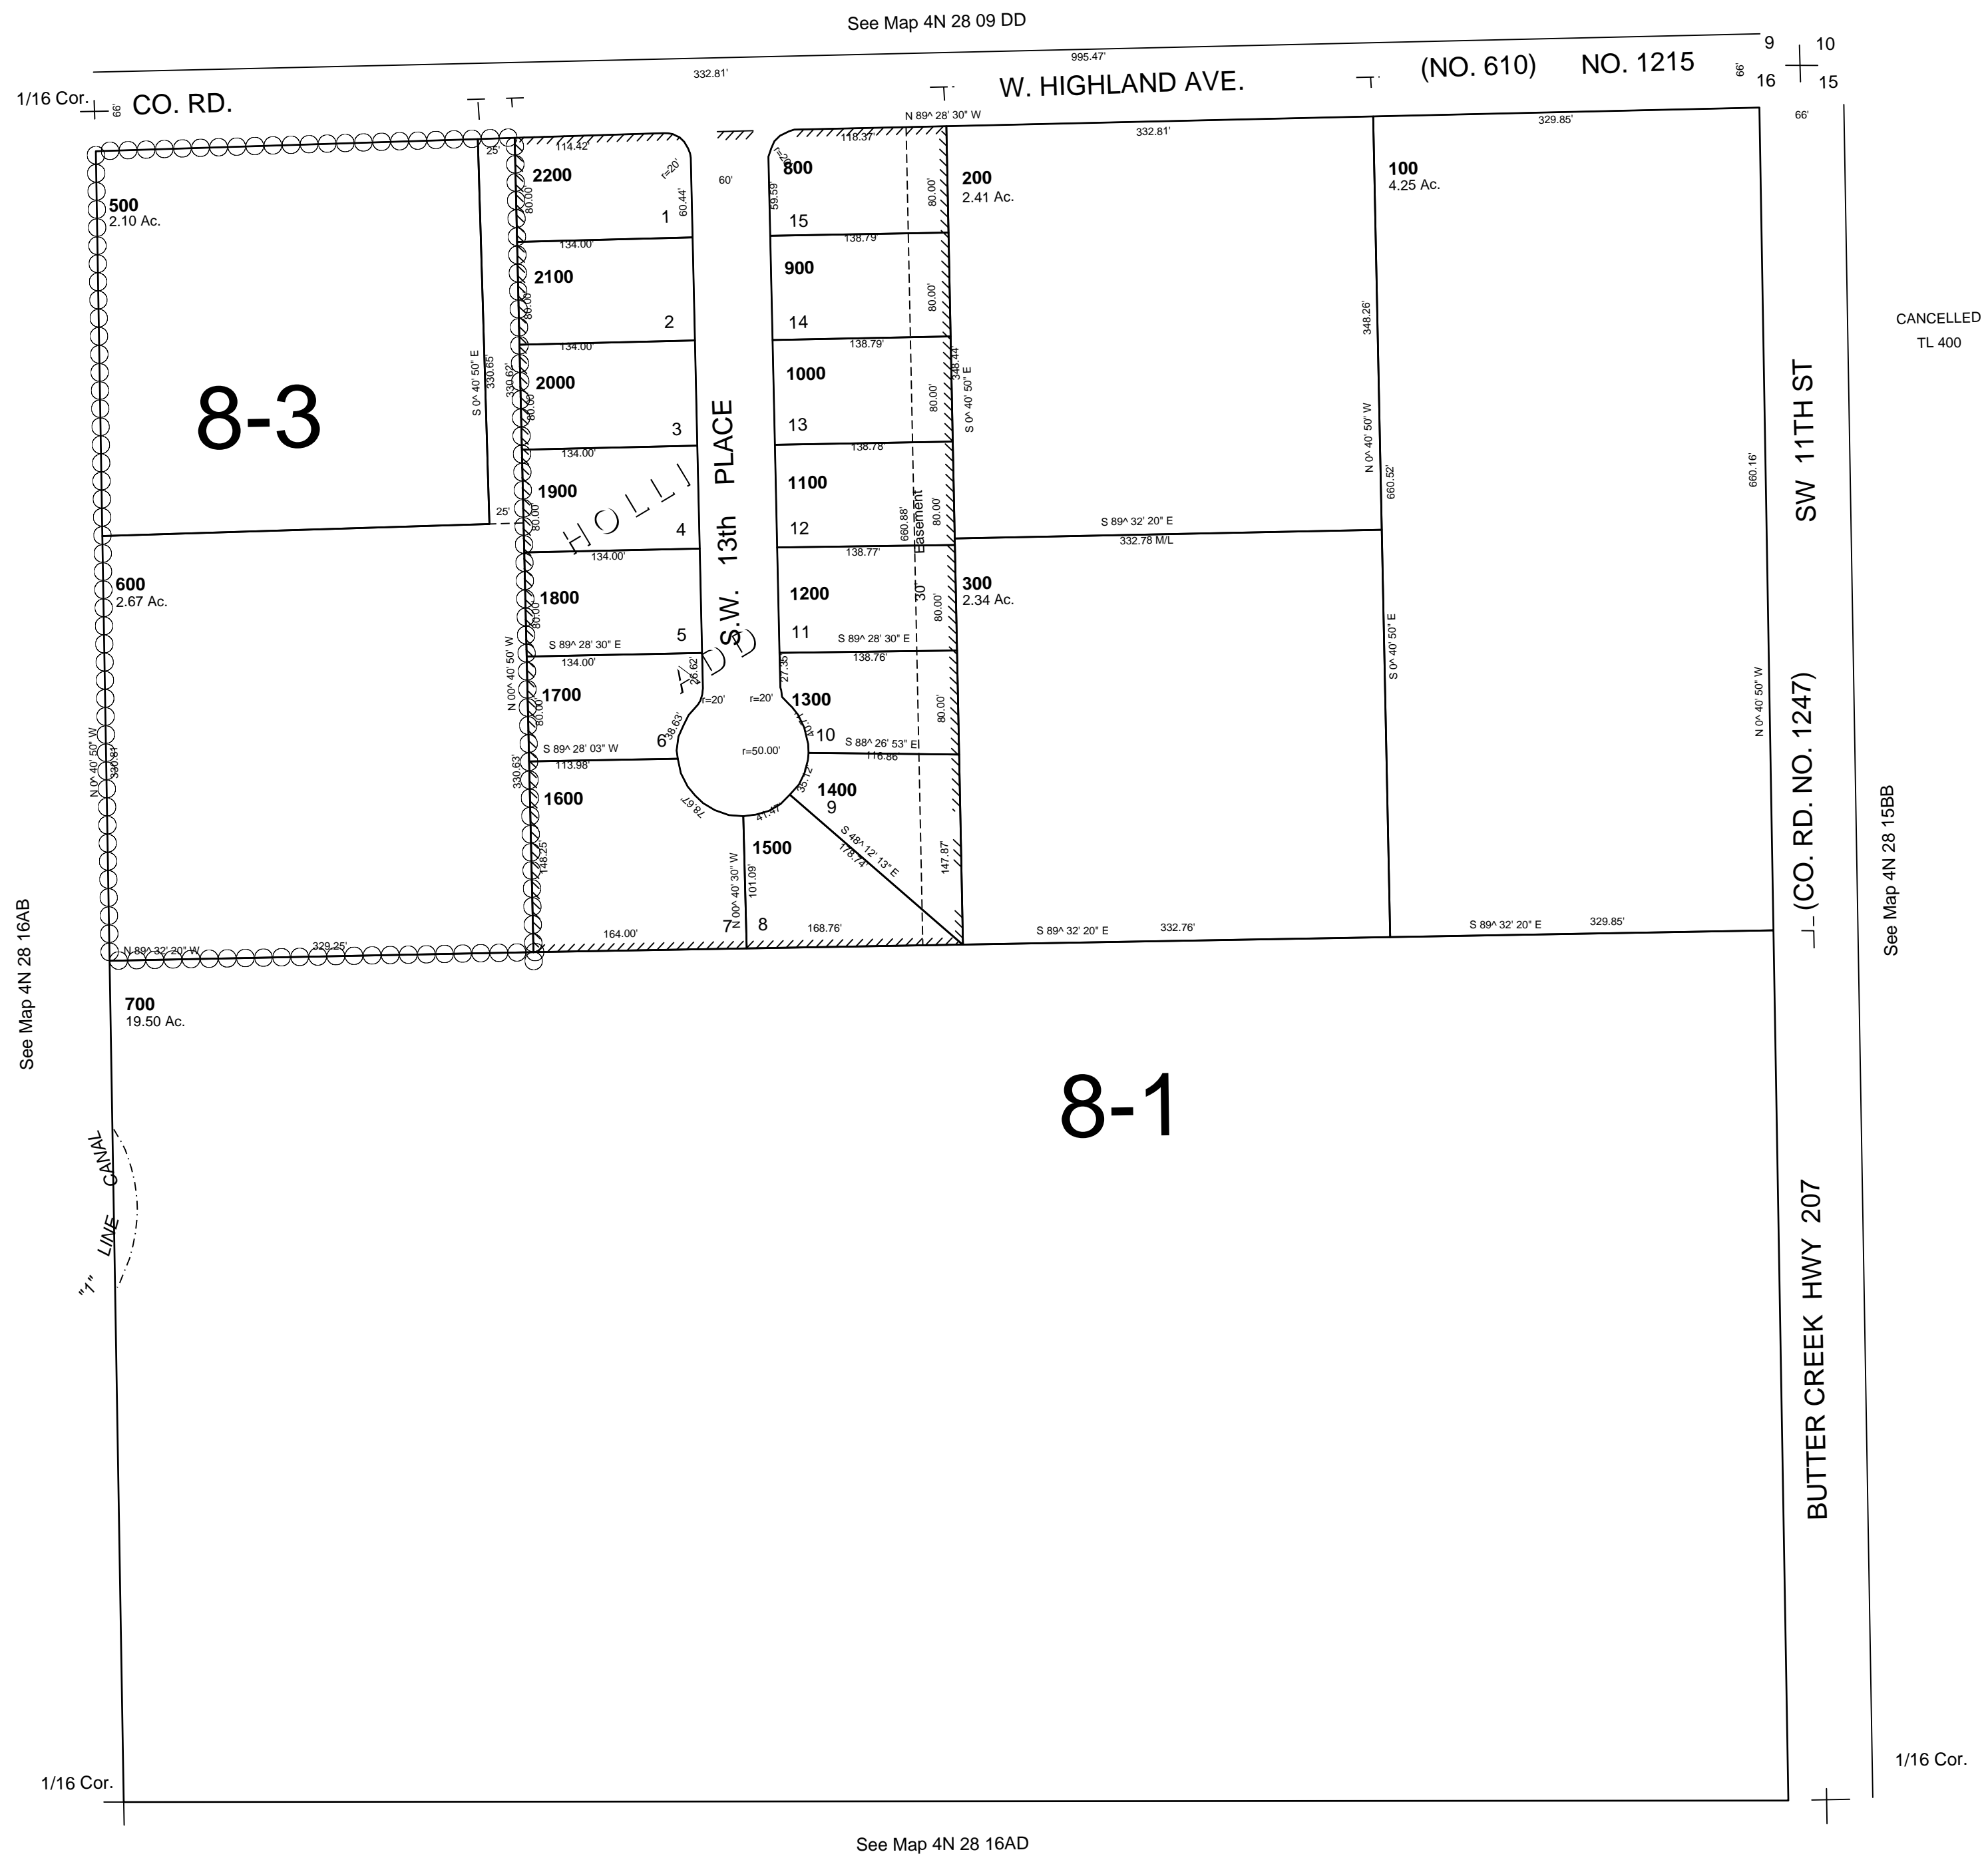 See Map 4N 28 09 DD
995.47'
332.81'
9
10
16
15
66'
66'
1/16 Cor.
66'
CO. RD.
W. HIGHLAND AVE.
(NO. 610)
NO. 1215
N 89^ 28' 30" W
25'
114.42'
118.37'
332.81'
329.85'
500
2.10 Ac.
8-3
S 0^ 40' 50" E
330.65'
330.62'
25'
600
2.67 Ac.
N 0^ 40' 50" W
330.81'
N 00^ 40' 50" W
330.63'
N 89^ 32' 20" W
329.25'
2200
80.00'
1
r=20'
60.44'
134.00'
2100
80.00'
2
134.00'
2000
80.00'
3
134.00'
1900
80.00'
4
134.00'
1800
80.00'
5
S 89^ 28' 30" E
134.00'
1700
80.00'
26.62'
r=20'
38.63'
6
S 89^ 28' 03" W
113.98'
1600
148.25'
78.67'
7
164.00'
HOLLI
ADD
60'
S.W. 13th PLACE
r=50.00'
r=20'
800
59.59'
80.00'
15
138.79'
900
80.00'
14
138.79'
1000
80.00'
13
138.78'
1100
80.00'
12
138.77'
1200
80.00'
11
S 89^ 28' 30" E
138.76'
1300
27.35'
r=20'
40.71'
80.00'
10
S 88^ 26' 53" E
116.86'
1400
35.12'
9
S 48^ 12' 13" E
178.74'
147.87'
1500
41.47'
N 00^ 40' 30" W
101.09'
8
168.76'
660.88'
30' Easement
200
2.41 Ac.
348.44'
S 0^ 40' 50" E
348.26'
N 0^ 40' 50" W
660.52'
S 89^ 32' 20" E
332.78 M/L
300
2.34 Ac.
S 0^ 40' 50" E
S 89^ 32' 20" E
332.76'
100
4.25 Ac.
660.16'
N 0^ 40' 50" W
S 89^ 32' 20" E
329.85'
CANCELLED
TL 400
SW 11TH ST
(CO. RD. NO. 1247)
BUTTER CREEK HWY 207
See Map 4N 28 15BB
See Map 4N 28 16AB
700
19.50 Ac.
8-1
"1" LINE CANAL
1/16 Cor.
1/16 Cor.
See Map 4N 28 16AD